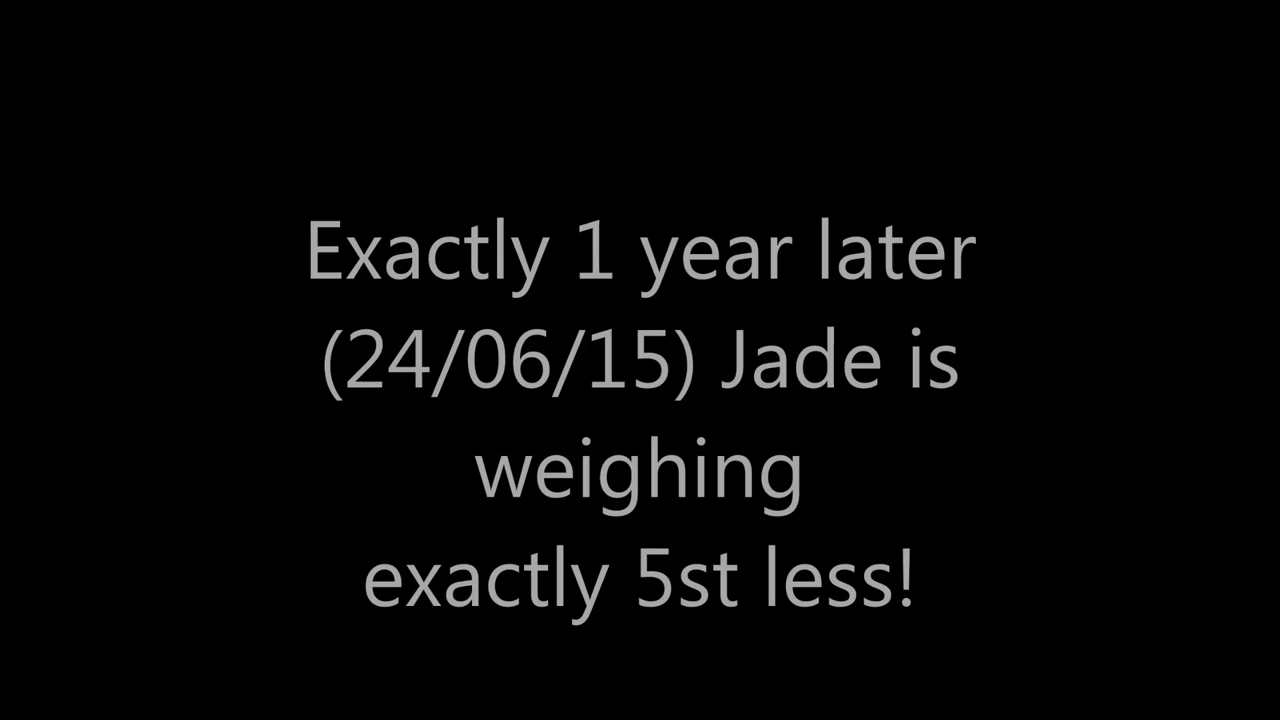 Exactly 1 year later
(24/06/15) Jade is
weighing
exactly 5st less!